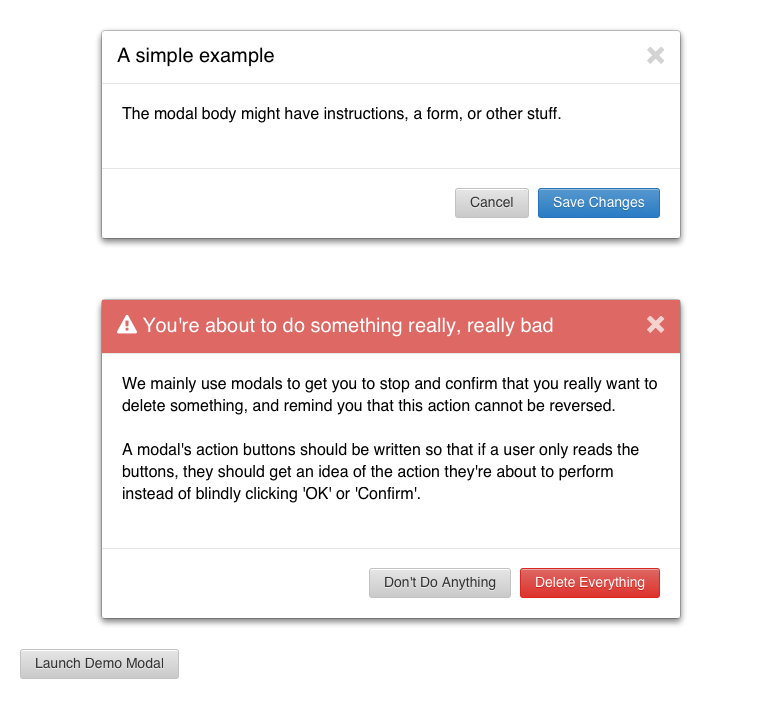 A simple example
The modal body might have instructions, a form, or other stuff.
Cancel
Save Changes
You're about to do something really, really bad
We mainly use modals to get you to stop and confirm that you really want to
delete something, and remind you that this action cannot be reversed.
A modal's action buttons should be written so that if a user only reads the
buttons, they should get an idea of the action they're about to perform
instead of blindly clicking 'OK' or 'Confirm'.
Don't Do Anything
Delete Everything
Launch Demo Modal